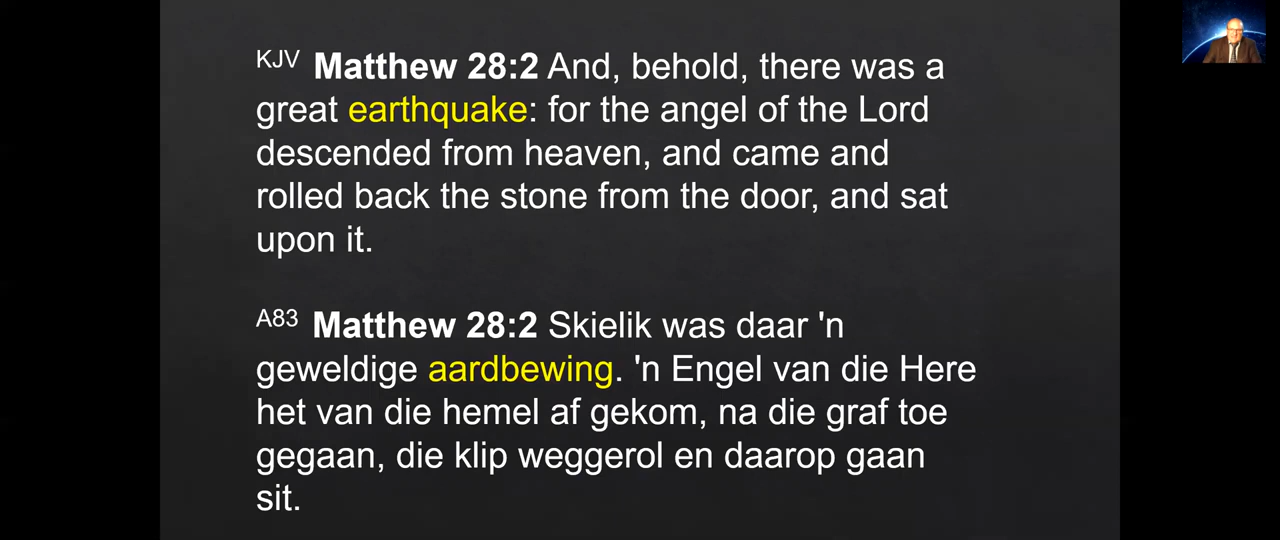 KJV Matthew 28:2 And, behold, there was a
great earthquake: for the angel of the Lord
descended from heaven, and came and
rolled back the stone from the door, and sat
upon it.
A83 Matthew 28:2 Skielik was daar 'n
geweldige aardbewing. 'n Engel van die Here
het van die hemel af gekom, na die graf toe
gegaan, die klip weggerol en daarop gaan
sit.